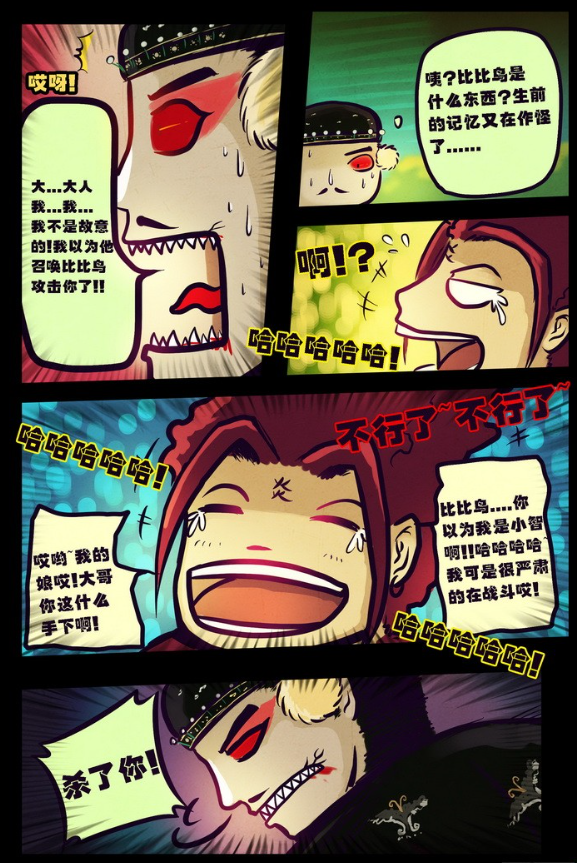 哎呀!
大...大人
我...我...
我不是故意
的!我以为他
召唤比比鸟
攻击你了!!
咦?比比鸟是
什么东西?生前
的记忆又在作怪
了......
啊!?
哈哈哈哈哈!
不行了~不行了~
哈哈哈哈哈!
比比鸟....你
以为我是小智
啊!!哈哈哈哈~
我可是很严肃
的在战斗哎!
哎哟~我的
娘哎!大哥
你这什么
手下啊!
哈哈哈哈哈!
炎
杀了你!